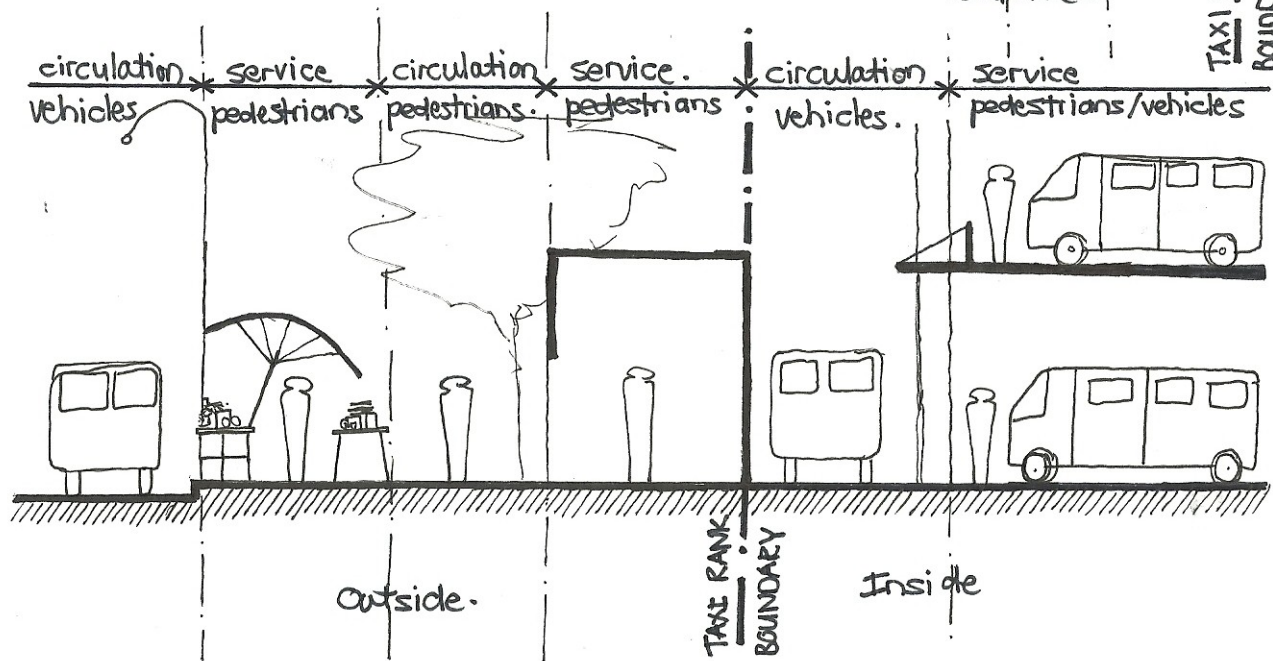 TAXI
BOUND
circulation service circulation service. circulation service
vehicles pedestrians pedestrians. pedestrians vehicles. pedestrians/vehicles
Outside.
TAXI RANK
BOUNDARY
Inside